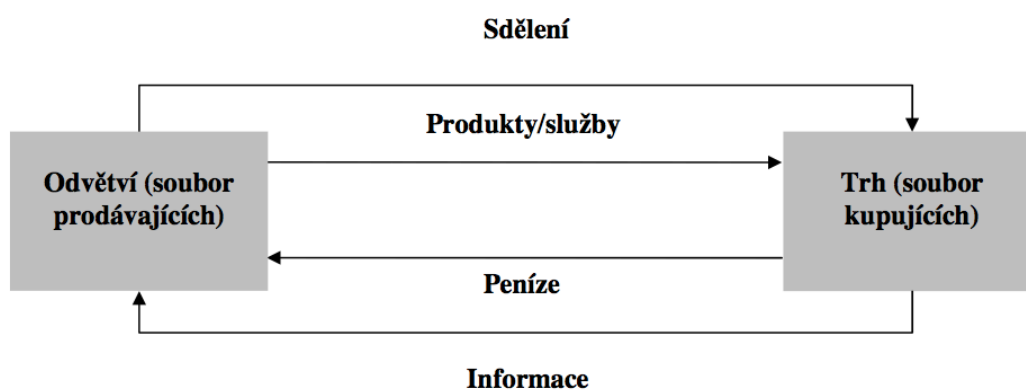 Sdělení
Produkty/služby
Odvětví (soubor
prodávajících)
Trh (soubor
kupujících)
Peníze
Informace